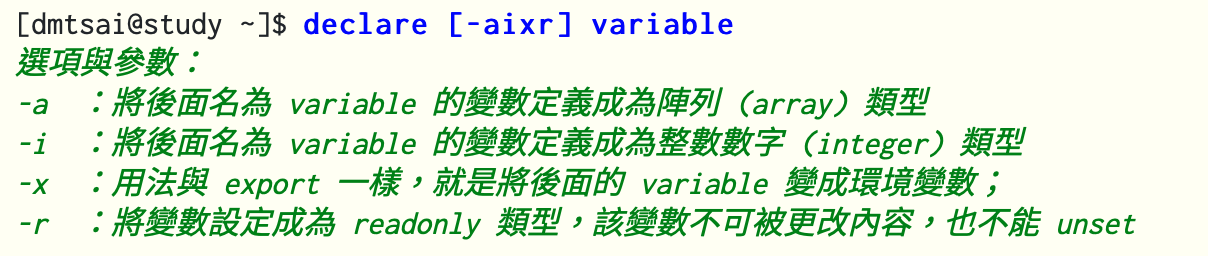 [dmtsai@study ~]$ declare [-aixr] variable
選項與參數：
-a  ：將後面名為 variable 的變數定義成為陣列 (array) 類型
-i  ：將後面名為 variable 的變數定義成為整數數字 (integer) 類型
-x  ：用法與 export 一樣，就是將後面的 variable 變成環境變數；
-r  ：將變數設定成為 readonly 類型，該變數不可被更改內容，也不能 unset